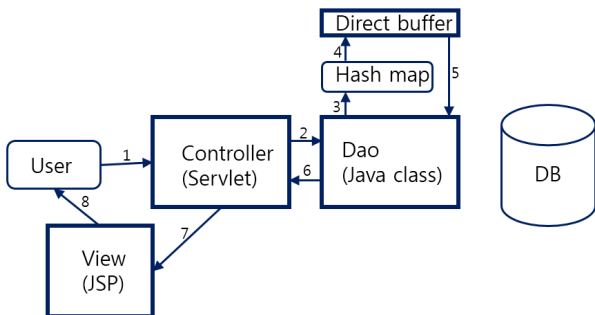 Direct buffer
4
5
Hash map
3
User
1
Controller
(Servlet)
2
6
Dao
(Java class)
DB
8
7
View
(JSP)